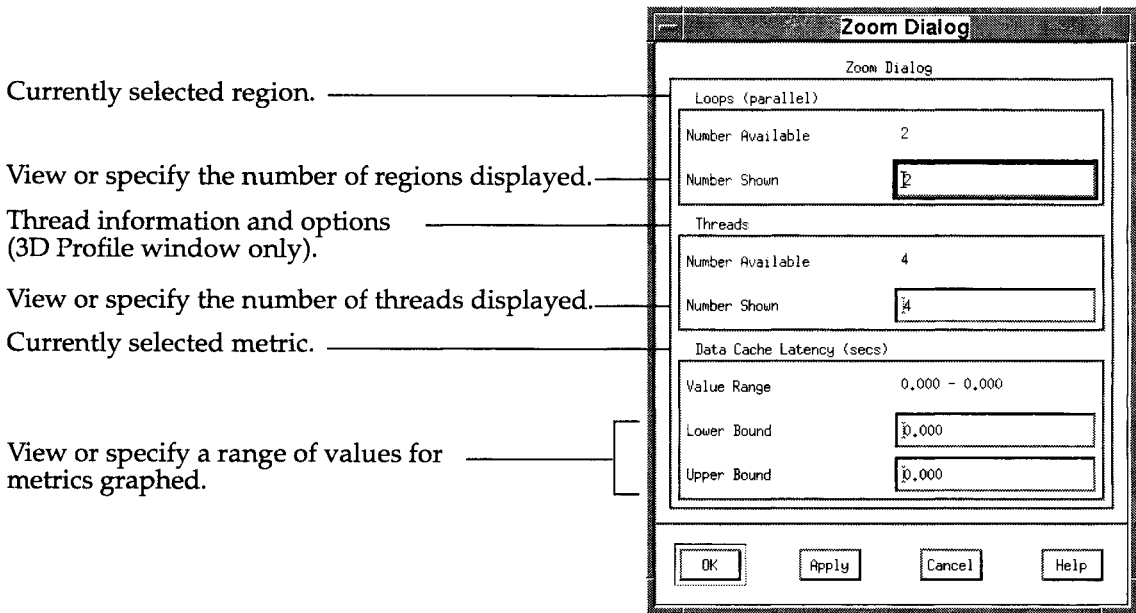 Zoom Dialog
Zoom Dialog
Currently selected region.
Loops (parallel)
Number Available 2
View or specify the number of regions displayed.
Number Shown 2
Thread information and options
(3D Profile window only).
Threads
Number Available 4
View or specify the number of threads displayed.
Number Shown 4
Currently selected metric.
Data Cache Latency (secs)
Value Range 0.000 - 0.000
Lower Bound 0.000
View or specify a range of values for
metrics graphed.
Upper Bound 0.000
OK Apply Cancel Help